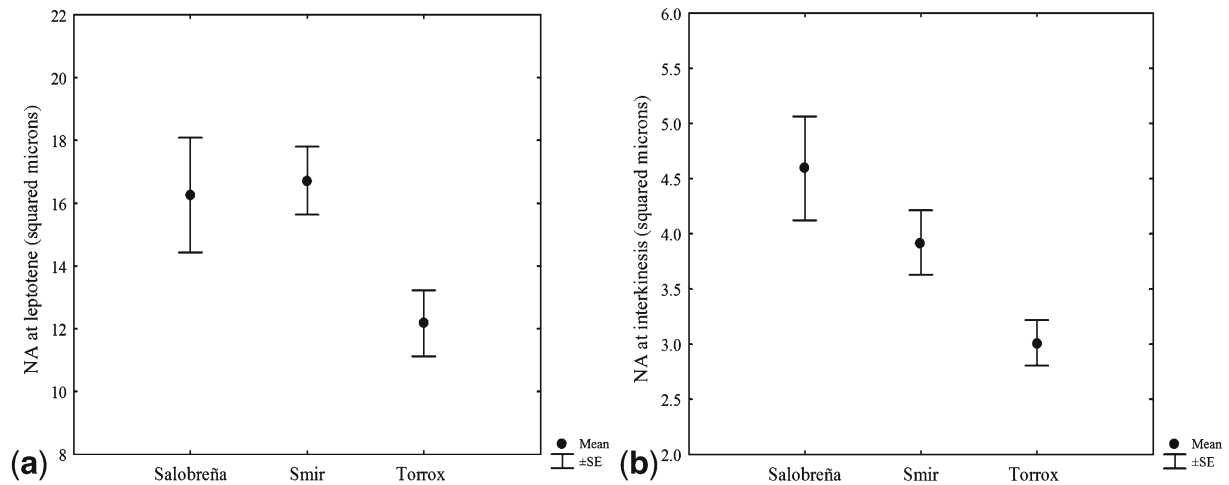 NA at leptotene (squared microns)
22
20
18
16
14
12
10
8
Salobreña Smir Torrox
(a)
Mean
±SE
NA at interkinesis (squared microns)
6.0
5.5
5.0
4.5
4.0
3.5
3.0
2.5
2.0
Salobreña Smir Torrox
(b)
Mean
±SE